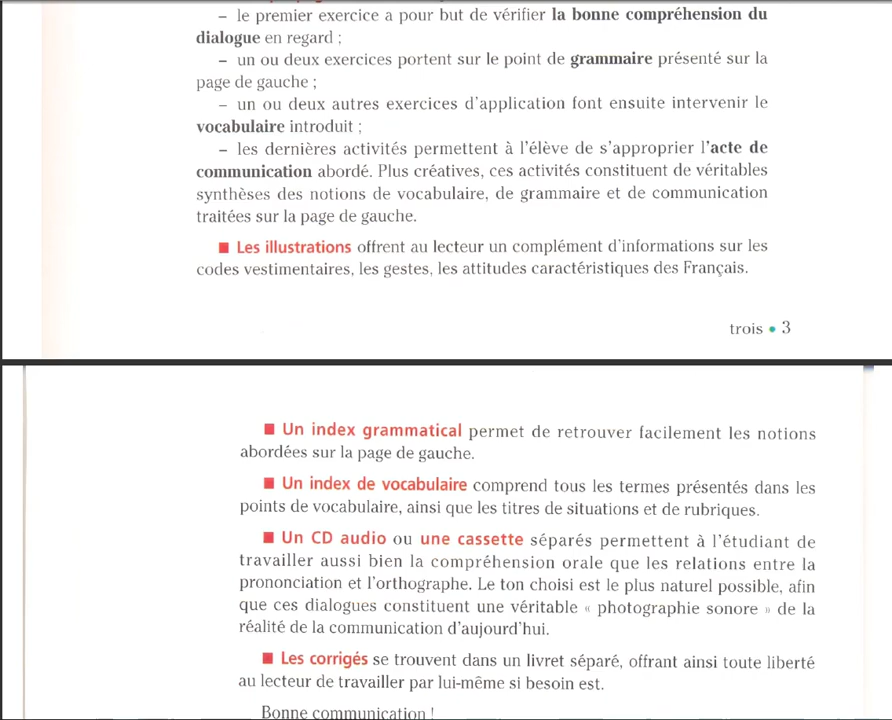 – le premier exercice a pour but de vérifier la bonne compréhension du
dialogue en regard ;
– un ou deux exercices portent sur le point de grammaire présenté sur la
page de gauche ;
– un ou deux autres exercices d'application font ensuite intervenir le
vocabulaire introduit ;
– les dernières activités permettent à l'élève de s'approprier l'acte de
communication abordé. Plus créatives, ces activités constituent de véritables
synthèses des notions de vocabulaire, de grammaire et de communication
traitées sur la page de gauche.
■ Les illustrations offrent au lecteur un complément d'informations sur les
codes vestimentaires, les gestes, les attitudes caractéristiques des Français.
trois • 3
■ Un index grammatical permet de retrouver facilement les notions
abordées sur la page de gauche.
■ Un index de vocabulaire comprend tous les termes présentés dans les
points de vocabulaire, ainsi que les titres de situations et de rubriques.
■ Un CD audio ou une cassette séparés permettent à l'étudiant de
travailler aussi bien la compréhension orale que les relations entre la
prononciation et l'orthographe. Le ton choisi est le plus naturel possible, afin
que ces dialogues constituent une véritable « photographie sonore » de la
réalité de la communication d'aujourd'hui.
■ Les corrigés se trouvent dans un livret séparé, offrant ainsi toute liberté
au lecteur de travailler par lui-même si besoin est.
Bonne communication !